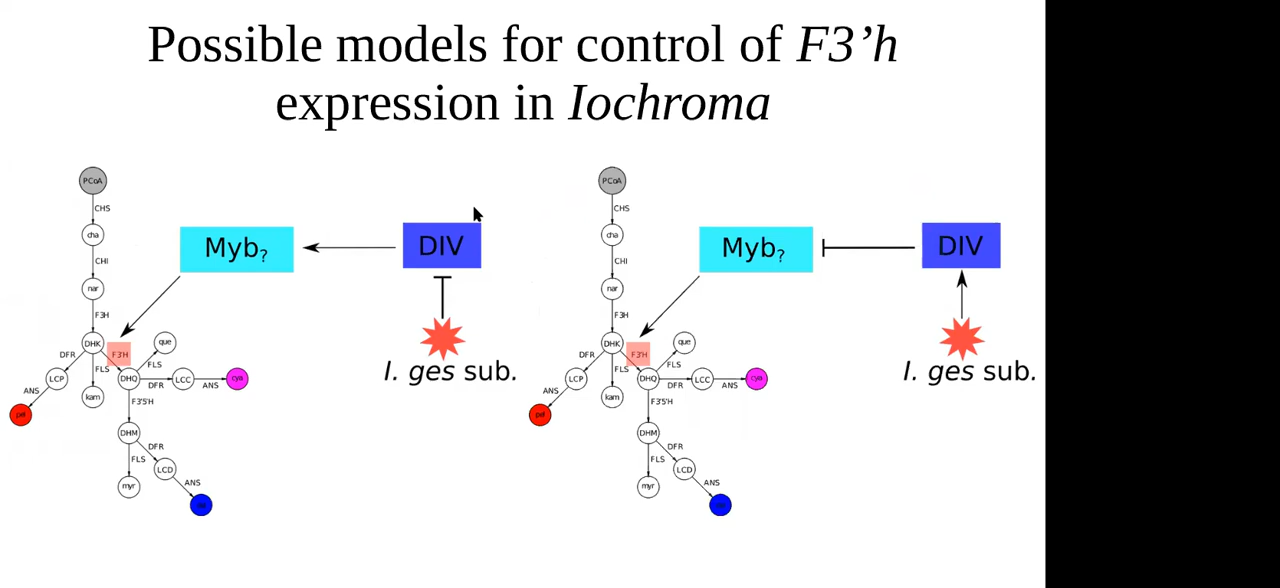 Possible models for control of F3’h
expression in Iochroma
PCoA
CHS
cha
CHI
nar
F3H
DHK
F3'H
que
DFR
FLS
FLS
LCP
DHQ
DFR
LCC
ANS
cya
ANS
kam
F3'5'H
pel
DHM
DFR
FLS
LCD
ANS
myr
Myb?
DIV
I. ges sub.
PCoA
CHS
cha
CHI
nar
F3H
DHK
F3'H
que
DFR
FLS
FLS
LCP
DHQ
DFR
LCC
ANS
cya
ANS
kam
F3'5'H
pel
DHM
DFR
FLS
LCD
ANS
myr
Myb?
DIV
I. ges sub.